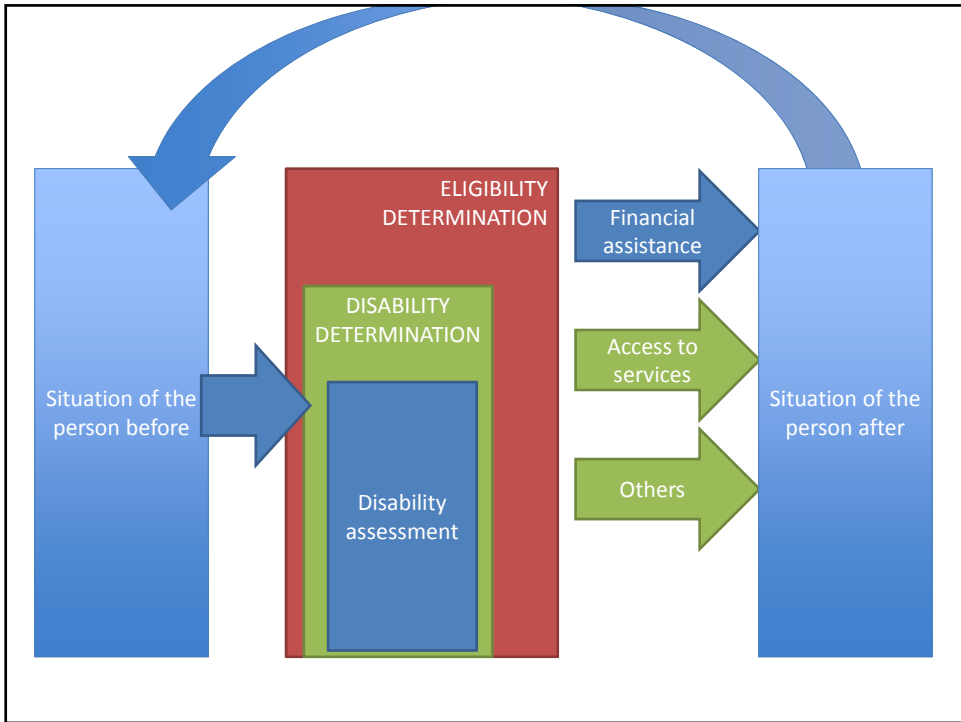 Situation of the
person before
ELIGIBILITY
DETERMINATION
DISABILITY
DETERMINATION
Disability
assessment
Financial
assistance
Access to
services
Others
Situation of the
person after